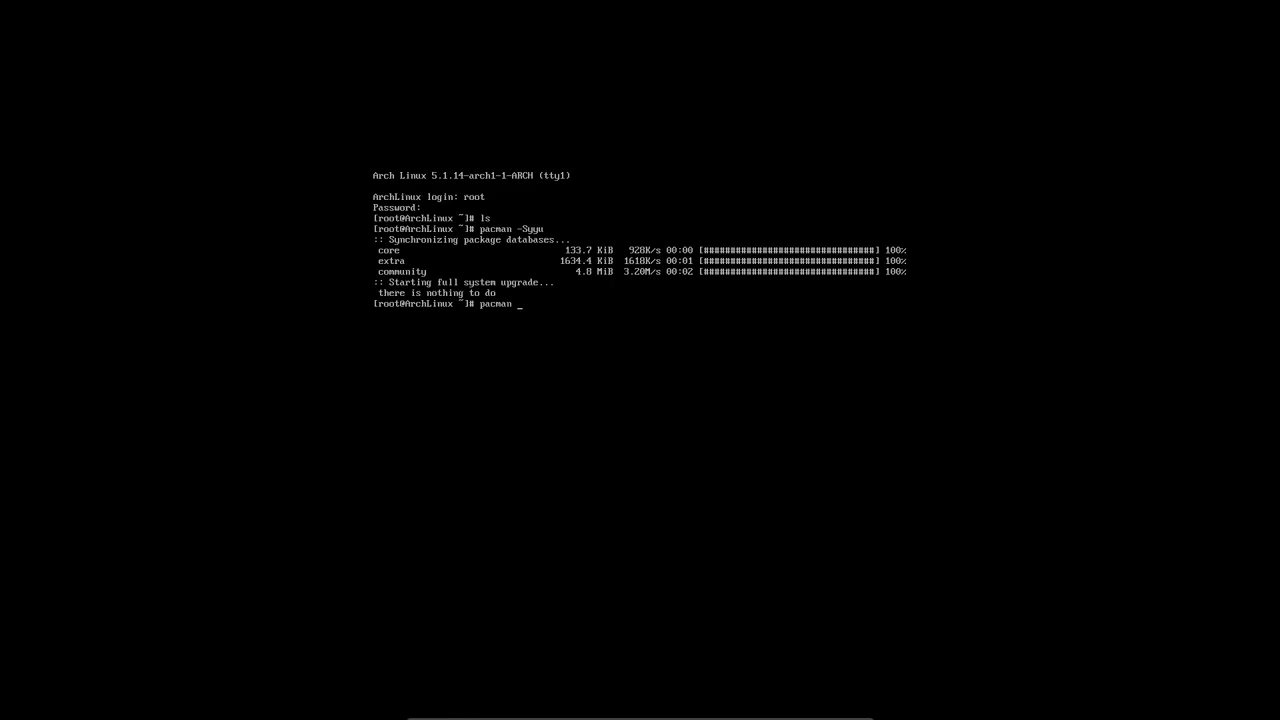 Arch Linux 5.1.14-arch1-1-ARCH (tty1)
ArchLinux login: root
Password:
[root@ArchLinux ~]# ls
[root@ArchLinux ~]# pacman -Syyu
:: Synchronizing package databases...
core 133.7 KiB 928K/s 00:00 [################################] 100%
extra 1634.4 KiB 1618K/s 00:01 [################################] 100%
community 4.8 MiB 3.20M/s 00:02 [################################] 100%
:: Starting full system upgrade...
there is nothing to do
[root@ArchLinux ~]# pacman _